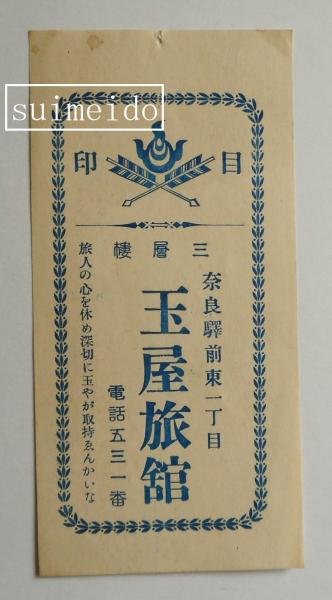 suimeido
目印
三層樓
奈良驛前東一丁目
玉屋旅舘
電話五三一番
旅人の心を休め深切に玉やが取持ゑんかいな